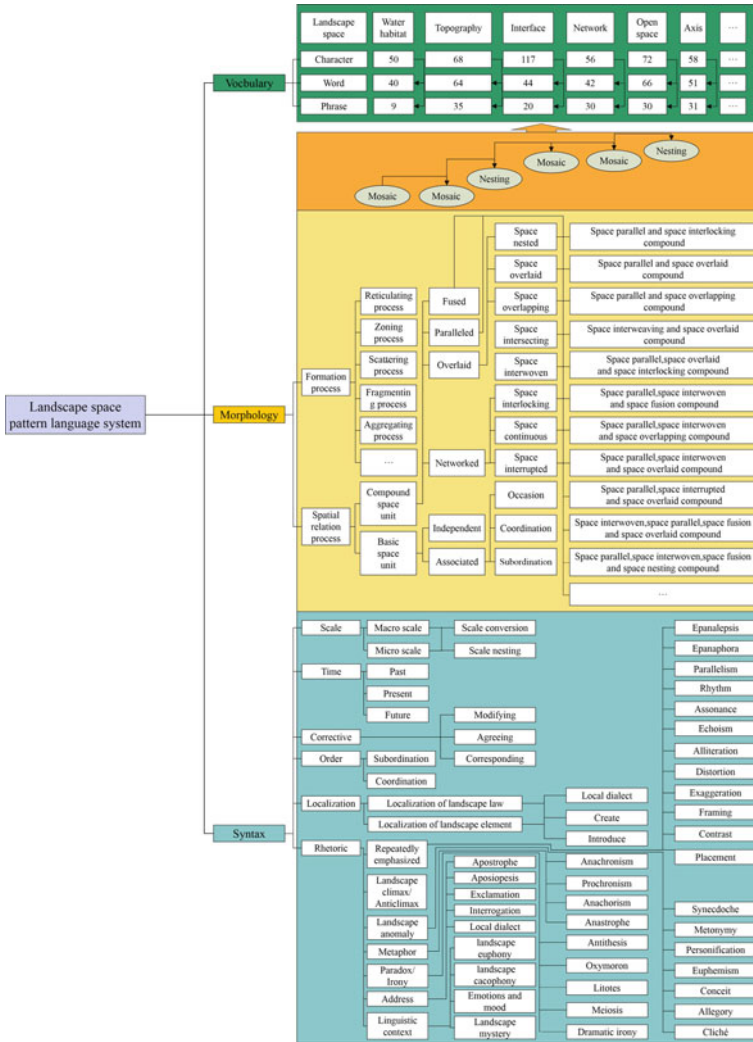 Landscape space
Water habitat
Topography
Interface
Network
Open space
Axis
...
Character
50
68
117
56
72
58
...
Vocbulary
Word
40
64
44
42
66
51
...
Phrase
9
35
20
30
30
31
...
Mosaic
Mosaic
Nesting
Mosaic
Mosaic
Nesting
Landscape space
pattern language system
Morphology
Formation
process
Spatial
relation
process
Reticulating
process
Zoning
process
Scattering
process
Fragmentin
g process
Aggregating
process
...
Compound
space
unit
Basic
space
unit
Fused
Paralleled
Overlaid
Networked
Independent
Associated
Space
nested
Space
overlaid
Space
overlapping
Space
intersecting
Space
interwoven
Space
interlocking
Space
continuous
Space
interrupted
Occasion
Coordination
Subordination
Space parallel and space interlocking
compound
Space parallel and space overlaid
compound
Space parallel and space overlapping
compound
Space interweaving and space overlaid
compound
Space parallel,space overlaid
and space interlocking compound
Space parallel,space interwoven
and space fusion compound
Space parallel,space interwoven
and space overlapping compound
Space parallel,space interwoven
and space overlaid compound
Space parallel,space interrupted
and space overlaid compound
Space interwoven,space parallel,space fusion
and space overlaid compound
Space parallel,space interwoven,space fusion
and space nesting compound
...
Syntax
Scale
Macro scale
Micro scale
Scale conversion
Scale nesting
Time
Past
Present
Future
Corrective
Modifying
Agreeing
Corresponding
Order
Subordination
Coordination
Localization
Localization of landscape law
Localization of landscape element
Local dialect
Create
Introduce
Rhetoric
Repeatedly
emphasized
Landscape
climax/
Anticlimax
Landscape
anomaly
Metaphor
Paradox/
Irony
Address
Linguistic
context
Apostrophe
Aposiopesis
Exclamation
Interrogation
Local dialect
landscape
euphony
landscape
cacophony
Emotions and
mood
Landscape
mystery
Anachronism
Prochronism
Anachorism
Anastrophe
Antithesis
Oxymoron
Litotes
Meiosis
Dramatic irony
Epanalepsis
Epanaphora
Parallelism
Rhythm
Assonance
Echoism
Alliteration
Distortion
Exaggeration
Framing
Contrast
Placement
Synecdoche
Metonymy
Personification
Euphemism
Conceit
Allegory
Cliché